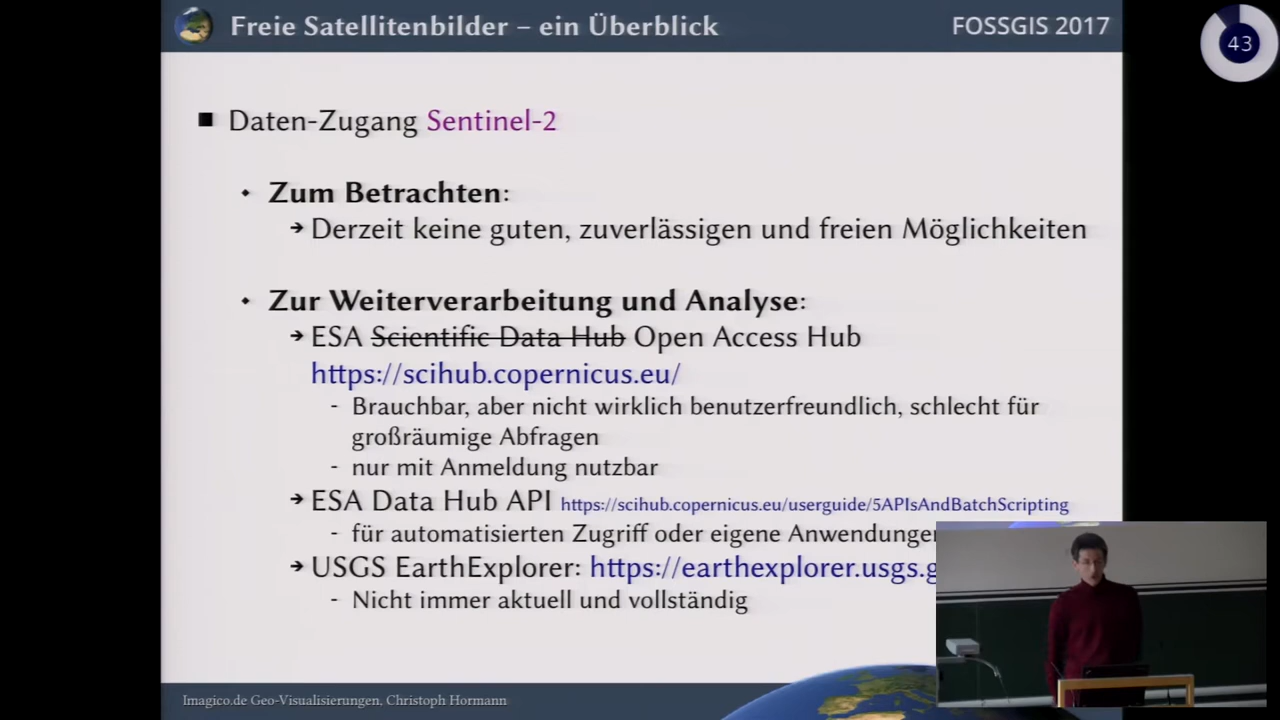 Freie Satellitenbilder – ein Überblick
FOSSGIS 2017
43
■ Daten-Zugang Sentinel-2
• Zum Betrachten:
➔ Derzeit keine guten, zuverlässigen und freien Möglichkeiten
• Zur Weiterverarbeitung und Analyse:
➔ ESA Scientific Data Hub Open Access Hub
https://scihub.copernicus.eu/
- Brauchbar, aber nicht wirklich benutzerfreundlich, schlecht für
großräumige Abfragen
- nur mit Anmeldung nutzbar
➔ ESA Data Hub API https://scihub.copernicus.eu/userguide/5APIsAndBatchScripting
- für automatisierten Zugriff oder eigene Anwendungen
➔ USGS EarthExplorer: https://earthexplorer.usgs.g
- Nicht immer aktuell und vollständig
Imagico.de Geo-Visualisierungen, Christoph Hormann